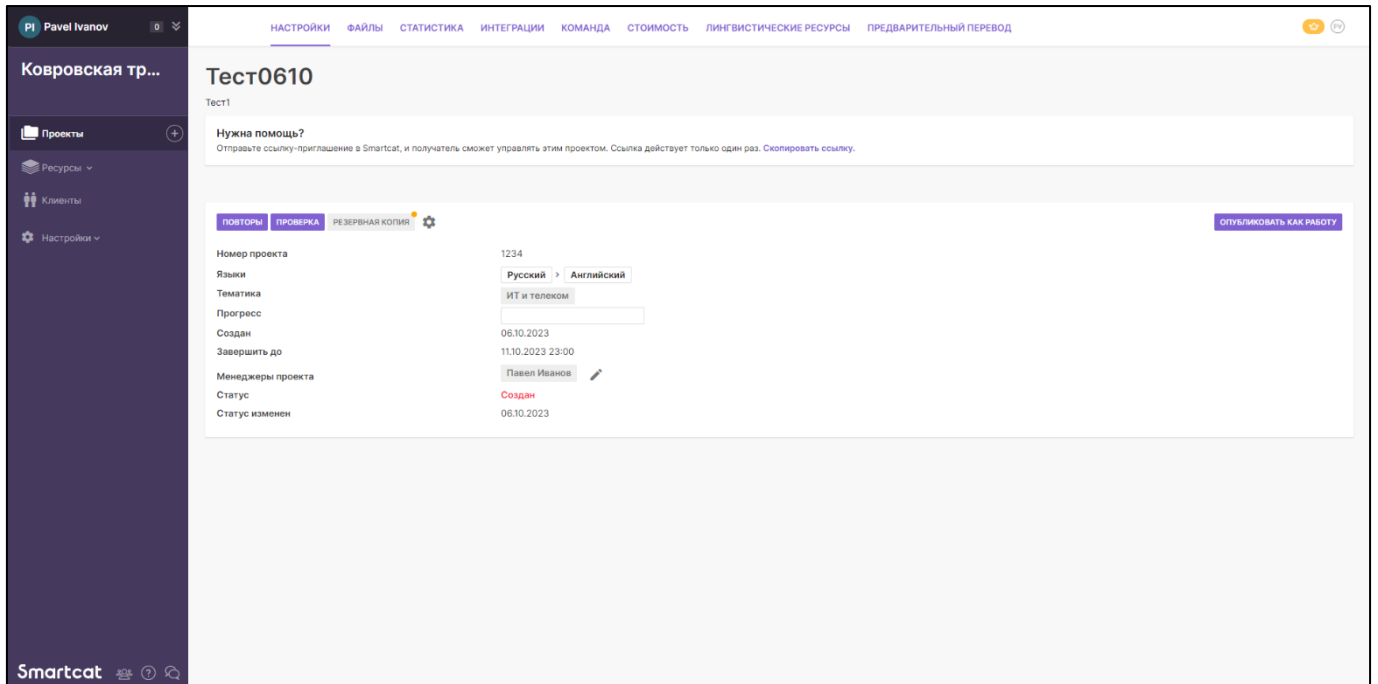 PI Pavel Ivanov 0
НАСТРОЙКИ ФАЙЛЫ СТАТИСТИКА ИНТЕГРАЦИИ КОМАНДА СТОИМОСТЬ ЛИНГВИСТИЧЕСКИЕ РЕСУРСЫ ПРЕДВАРИТЕЛЬНЫЙ ПЕРЕВОД
Ковровская тр...
Проекты
Ресурсы
Клиенты
Настройки
Smartcat
Тест0610
Тест1
Нужна помощь?
Отправьте ссылку-приглашение в Smartcat, и получатель сможет управлять этим проектом. Ссылка действует только один раз. Скопировать ссылку.
ПОВТОРЫ ПРОВЕРКА РЕЗЕРВНАЯ КОПИЯ ОПУБЛИКОВАТЬ КАК РАБОТУ
Номер проекта 1234
Языки Русский > Английский
Тематика ИТ и телеком
Прогресс
Создан 06.10.2023
Завершить до 11.10.2023 23:00
Менеджеры проекта Павел Иванов
Статус Создан
Статус изменен 06.10.2023